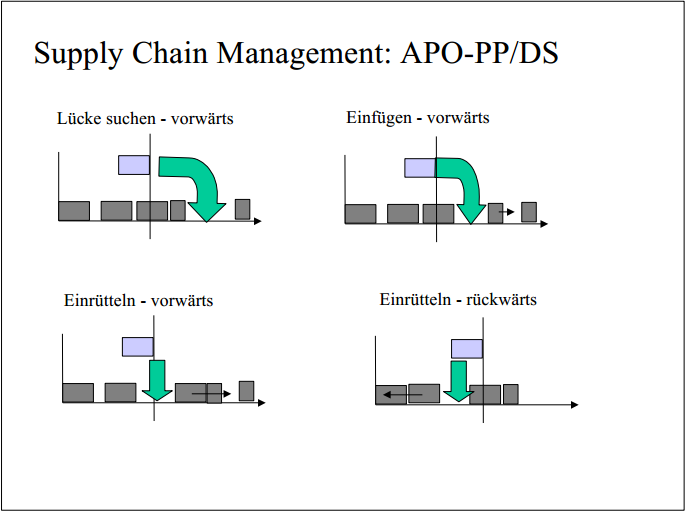 Supply Chain Management: APO-PP/DS
Lücke suchen - vorwärts
Einfügen - vorwärts
Einrütteln - vorwärts
Einrütteln - rückwärts